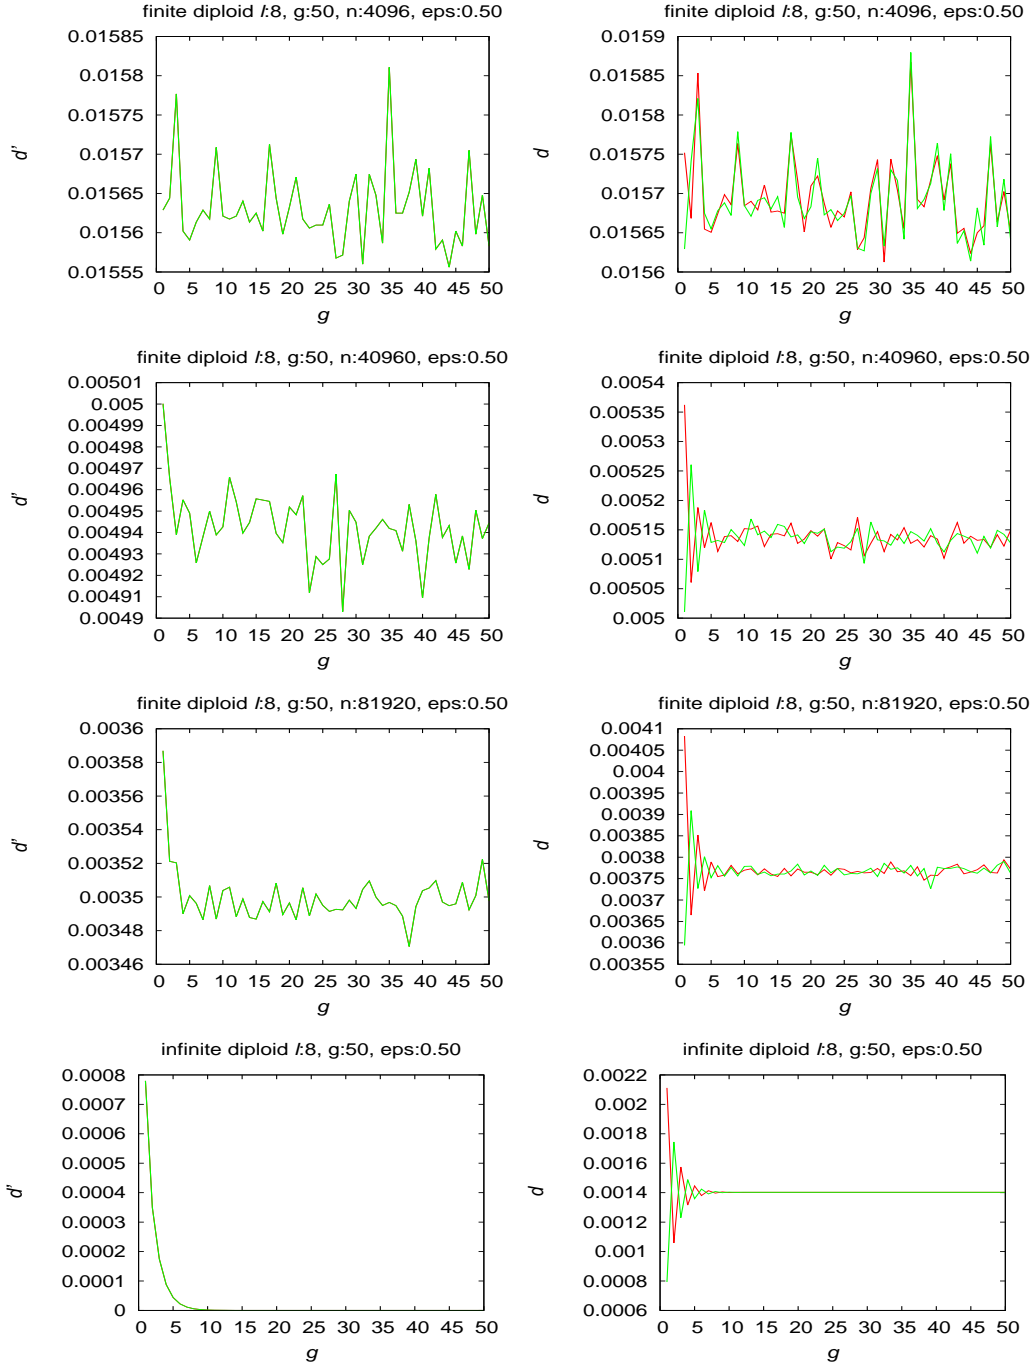 finite diploid l:8, g:50, n:4096, eps:0.50
0.01585
0.0158
0.01575
0.0157
0.01565
0.0156
0.01555
d'
0 5 10 15 20 25 30 35 40 45 50
g
finite diploid l:8, g:50, n:4096, eps:0.50
0.0159
0.01585
0.0158
0.01575
0.0157
0.01565
0.0156
d
0 5 10 15 20 25 30 35 40 45 50
g
finite diploid l:8, g:50, n:40960, eps:0.50
0.00501
0.005
0.00499
0.00498
0.00497
0.00496
0.00495
0.00494
0.00493
0.00492
0.00491
0.0049
d'
0 5 10 15 20 25 30 35 40 45 50
g
finite diploid l:8, g:50, n:40960, eps:0.50
0.0054
0.00535
0.0053
0.00525
0.0052
0.00515
0.0051
0.00505
0.005
d
0 5 10 15 20 25 30 35 40 45 50
g
finite diploid l:8, g:50, n:81920, eps:0.50
0.0036
0.00358
0.00356
0.00354
0.00352
0.0035
0.00348
0.00346
d'
0 5 10 15 20 25 30 35 40 45 50
g
finite diploid l:8, g:50, n:81920, eps:0.50
0.0041
0.00405
0.004
0.00395
0.0039
0.00385
0.0038
0.00375
0.0037
0.00365
0.0036
0.00355
d
0 5 10 15 20 25 30 35 40 45 50
g
infinite diploid l:8, g:50, eps:0.50
0.0008
0.0007
0.0006
0.0005
0.0004
0.0003
0.0002
0.0001
0
d'
0 5 10 15 20 25 30 35 40 45 50
g
infinite diploid l:8, g:50, eps:0.50
0.0022
0.002
0.0018
0.0016
0.0014
0.0012
0.001
0.0008
0.0006
d
0 5 10 15 20 25 30 35 40 45 50
g